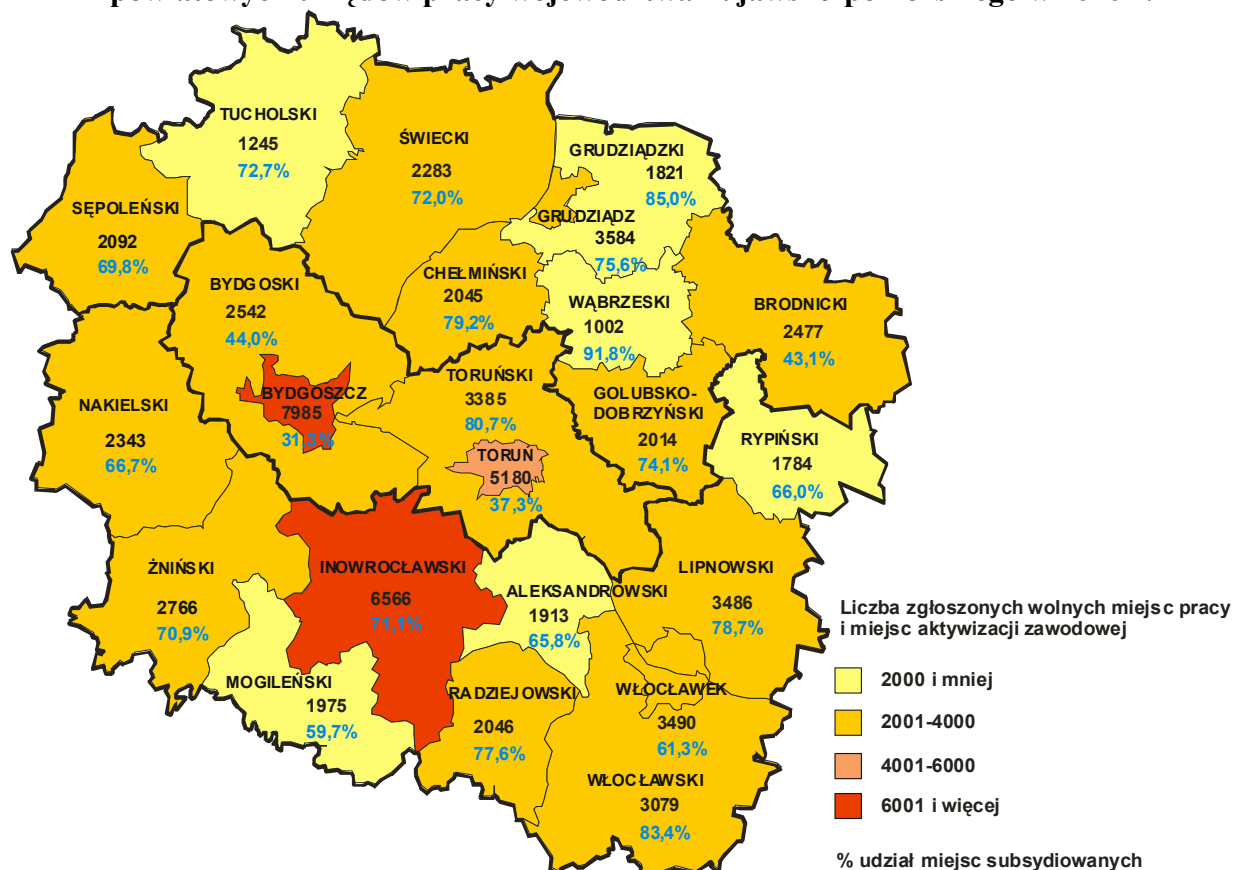 TUCHOLSKI
1245
72,7%
ŚWIECKI
2283
72,0%
GRUDZIĄDZKI
1821
85,0%
SĘPOLEŃSKI
2092
69,8%
GRUDZIĄDZ
3584
75,6%
BYDGOSKI
2542
44,0%
CHEŁMIŃSKI
2045
79,2%
WĄBRZESKI
1002
91,8%
BRODNICKI
2477
43,1%
NAKIELSKI
2343
66,7%
BYDGOSZCZ
7985
31,3%
TORUŃSKI
3385
80,7%
GOLUBSKO-
DOBRZYŃSKI
2014
74,1%
RYPIŃSKI
1784
66,0%
TORUŃ
5180
37,3%
ŻNIŃSKI
2766
70,9%
INOWROCŁAWSKI
6566
71,1%
ALEKSANDROWSKI
1913
65,8%
LIPNOWSKI
3486
78,7%
MOGILEŃSKI
1975
59,7%
RADZIEJOWSKI
2046
77,6%
WŁOCŁAWEK
3490
61,3%
WŁOCŁAWSKI
3079
83,4%
Liczba zgłoszonych wolnych miejsc pracy
i miejsc aktywizacji zawodowej
2000 i mniej
2001-4000
4001-6000
6001 i więcej
% udział miejsc subsydiowanych